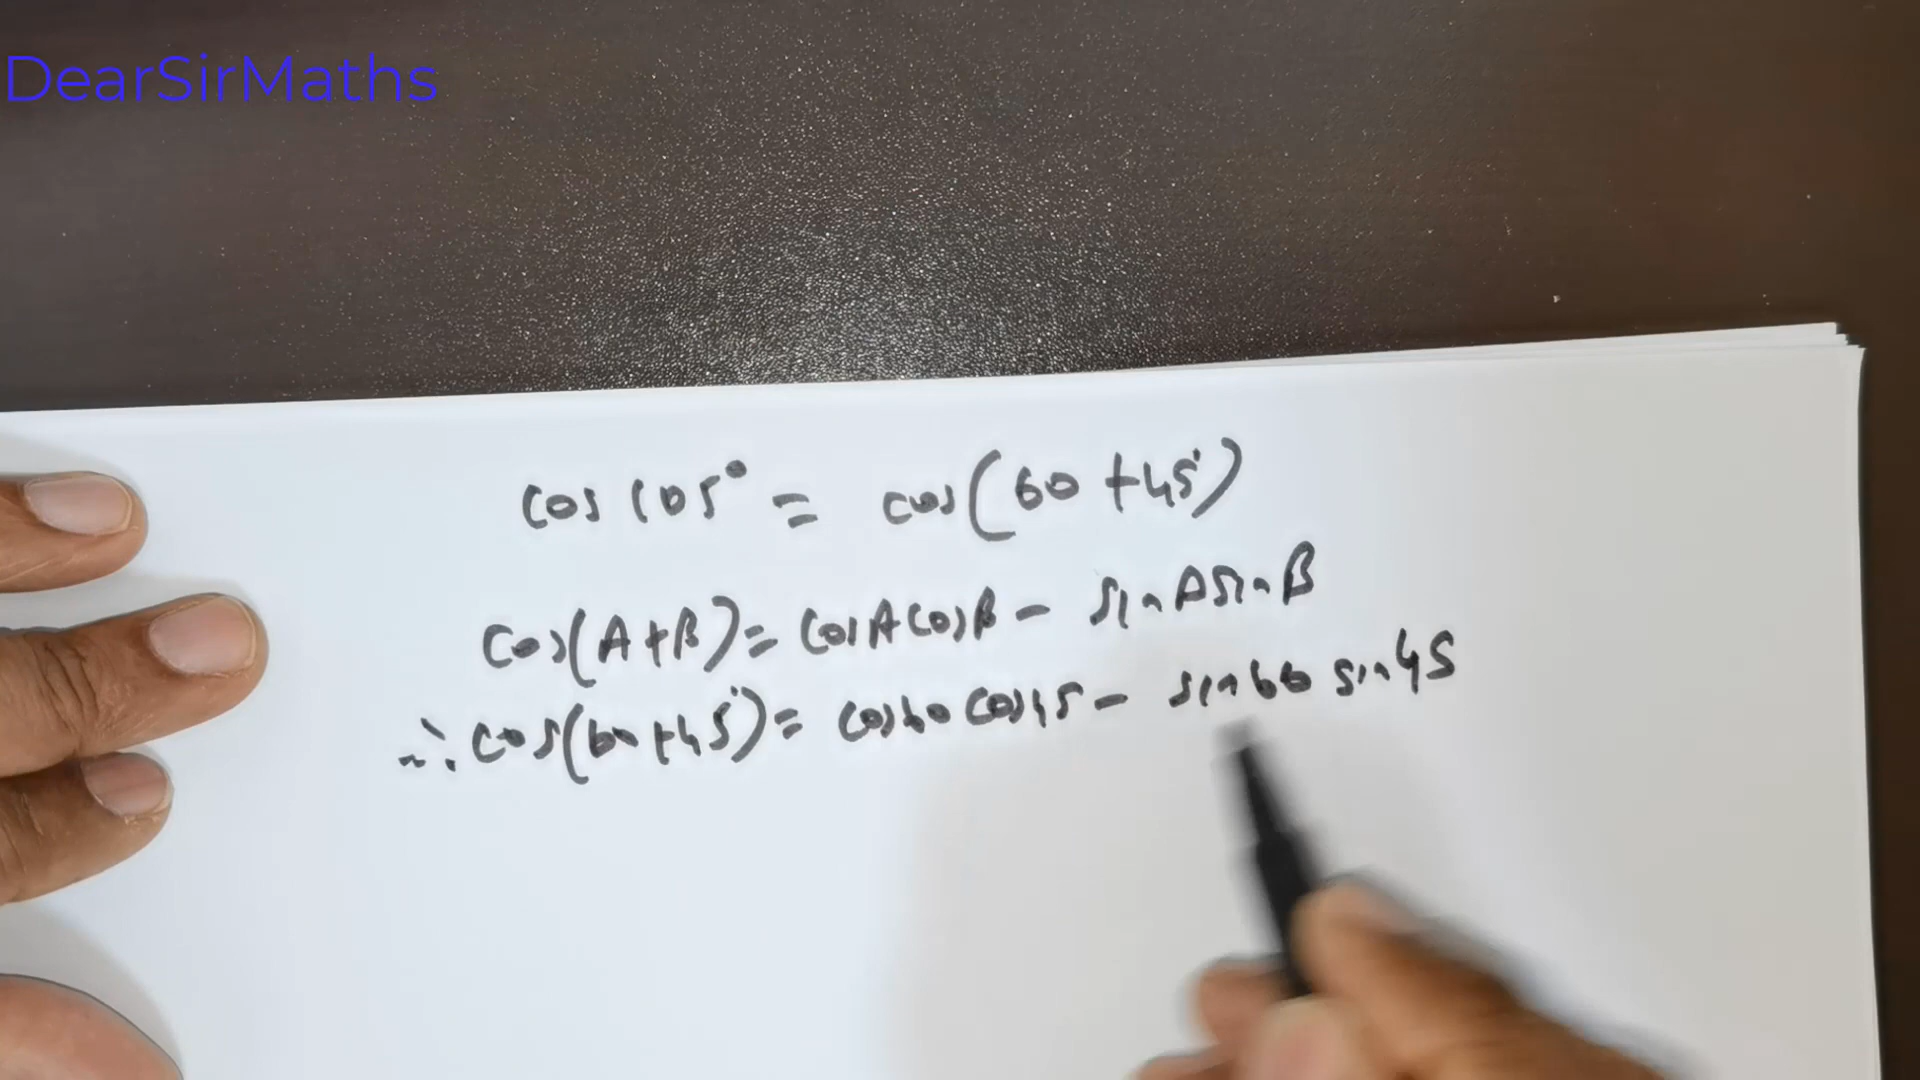 DearSirMaths
cos 105° = cos(60 + 45)
cos(A+B) = cosA cosB - sinA sinB
∴ cos(60+45) = cos60 cos45 - sin60 sin45